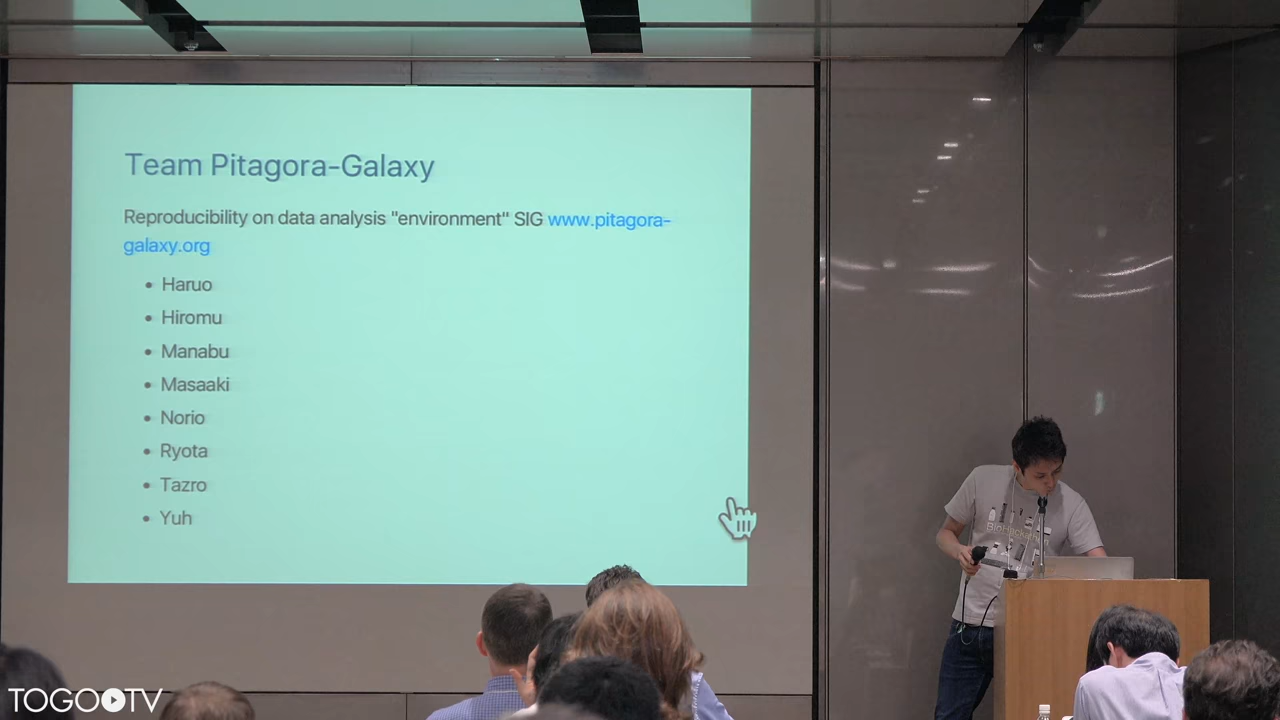 Team Pitagora-Galaxy
Reproducibility on data analysis "environment" SIG www.pitagora-
galaxy.org
• Haruo
• Hiromu
• Manabu
• Masaaki
• Norio
• Ryota
• Tazro
• Yuh
TOGOTV